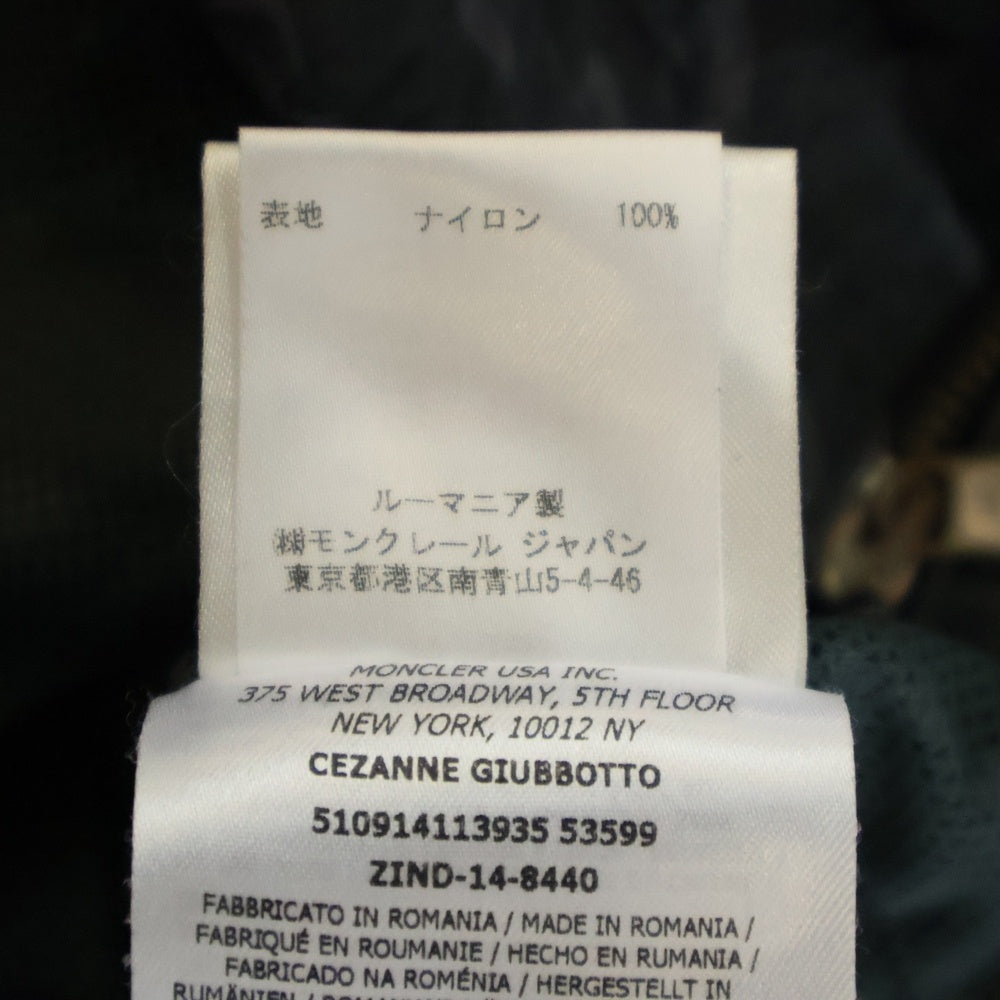 表地 ナイロン 100%
ルーマニア製
㈱モンクレール ジャパン
東京都港区南青山5-4-46
MONCLER USA INC.
375 WEST BROADWAY, 5TH FLOOR
NEW YORK, 10012 NY
CEZANNE GIUBBOTTO
510914113935 53599
ZIND-14-8440
FABBRICATO IN ROMANIA / MADE IN ROMANIA /
FABRIQUÉ EN ROUMANIE / HECHO EN RUMANIA /
FABRICADO NA ROMÉNIA / HERGESTELLT IN
RUMÄNIEN /